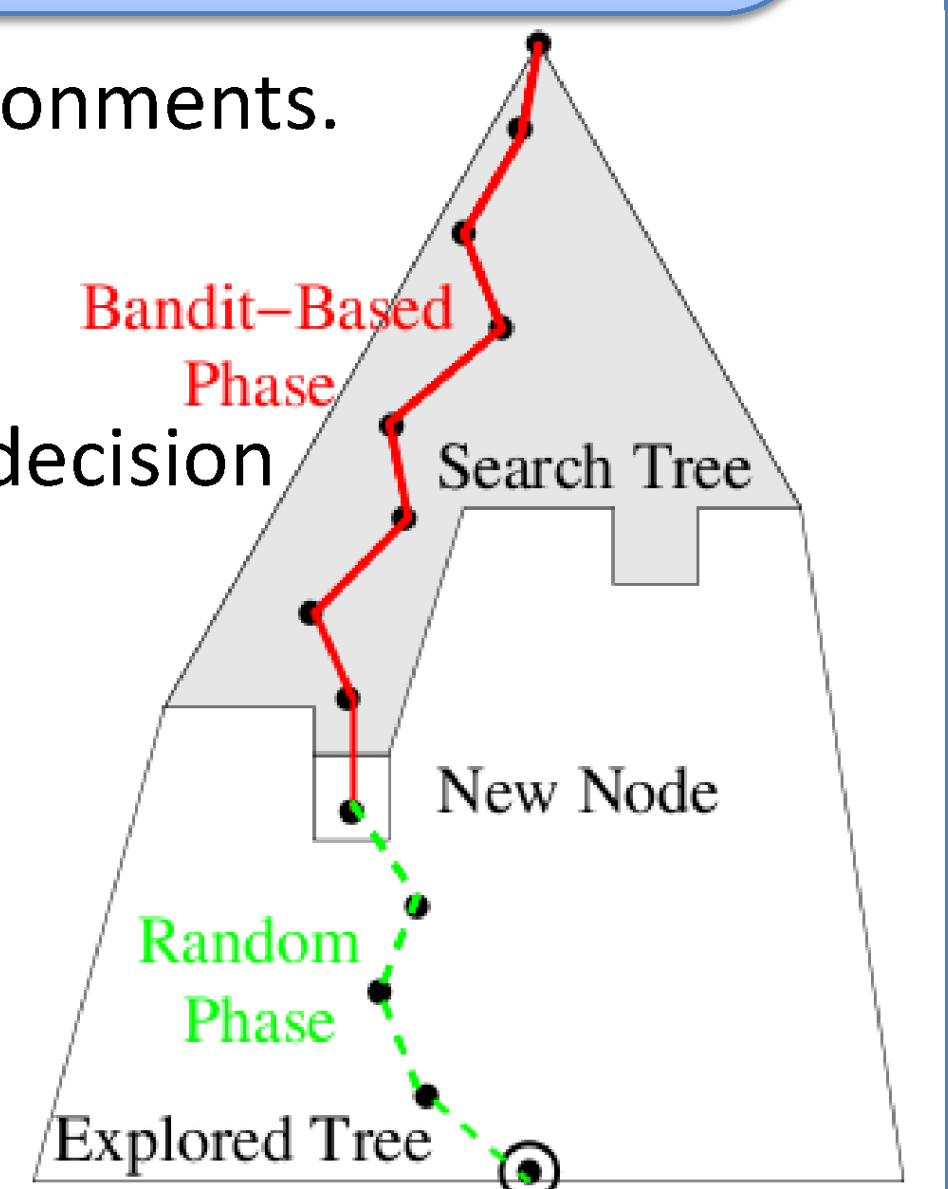 onments.
Bandit–Based
Phase
decision
Search Tree
New Node
Random
Phase
Explored Tree